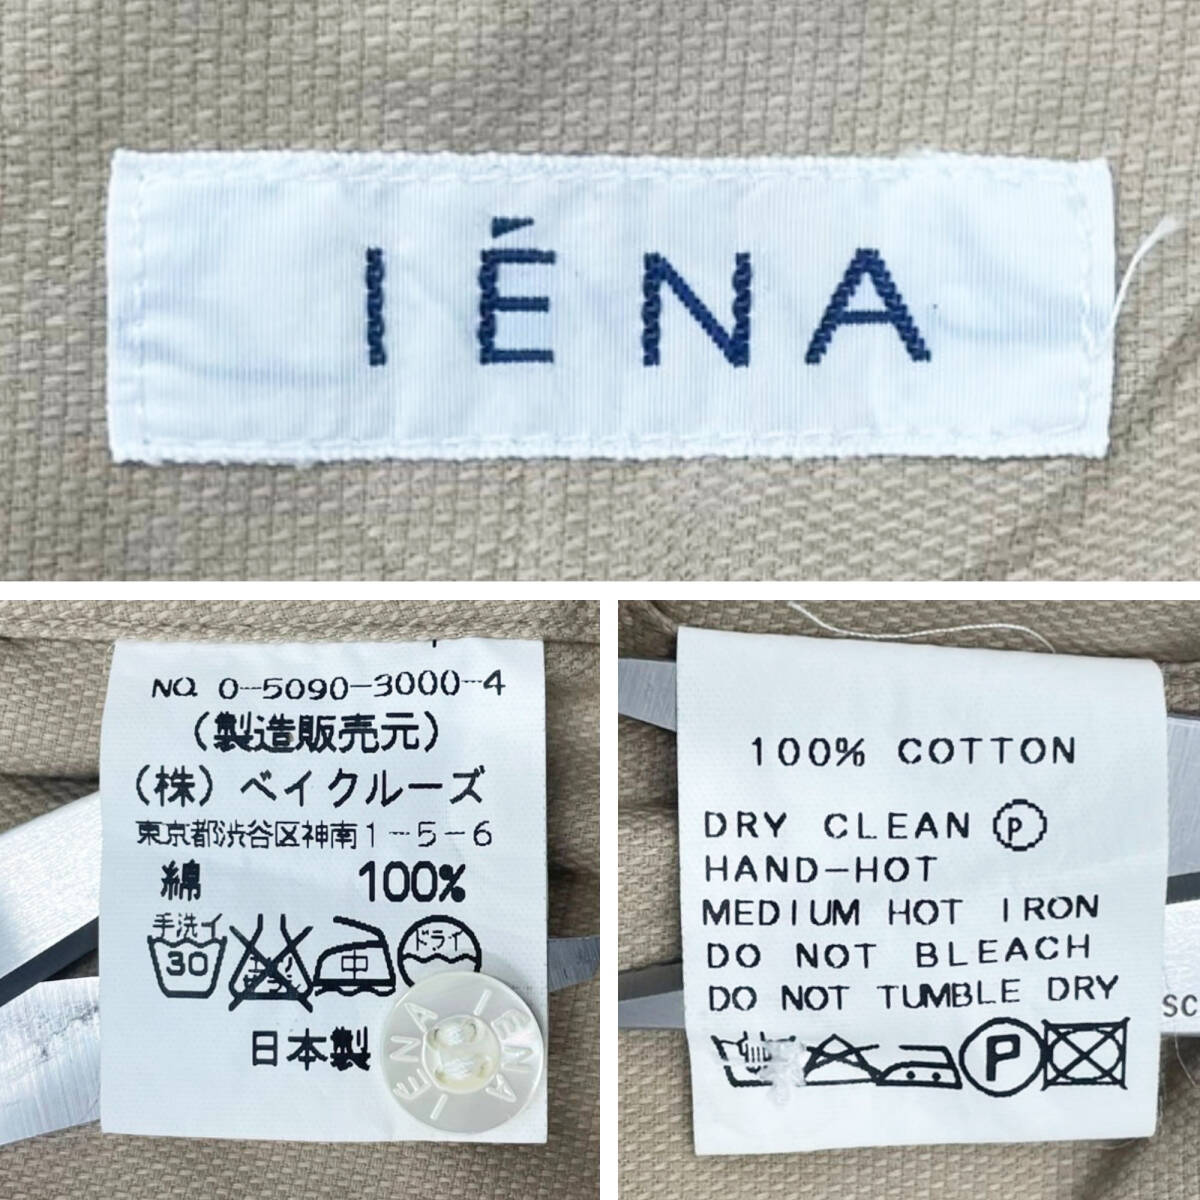 IÉNA
NO. 0-5090-3000-4
(製造販売元)
(株)ベイクルーズ
東京都渋谷区神南1-5-6
綿 100%
手洗イ
30
中
ドライ
日本製
IÉNA IÉNA
100% COTTON
DRY CLEAN P
HAND-HOT
MEDIUM HOT IRON
DO NOT BLEACH
DO NOT TUMBLE DRY
SC
P